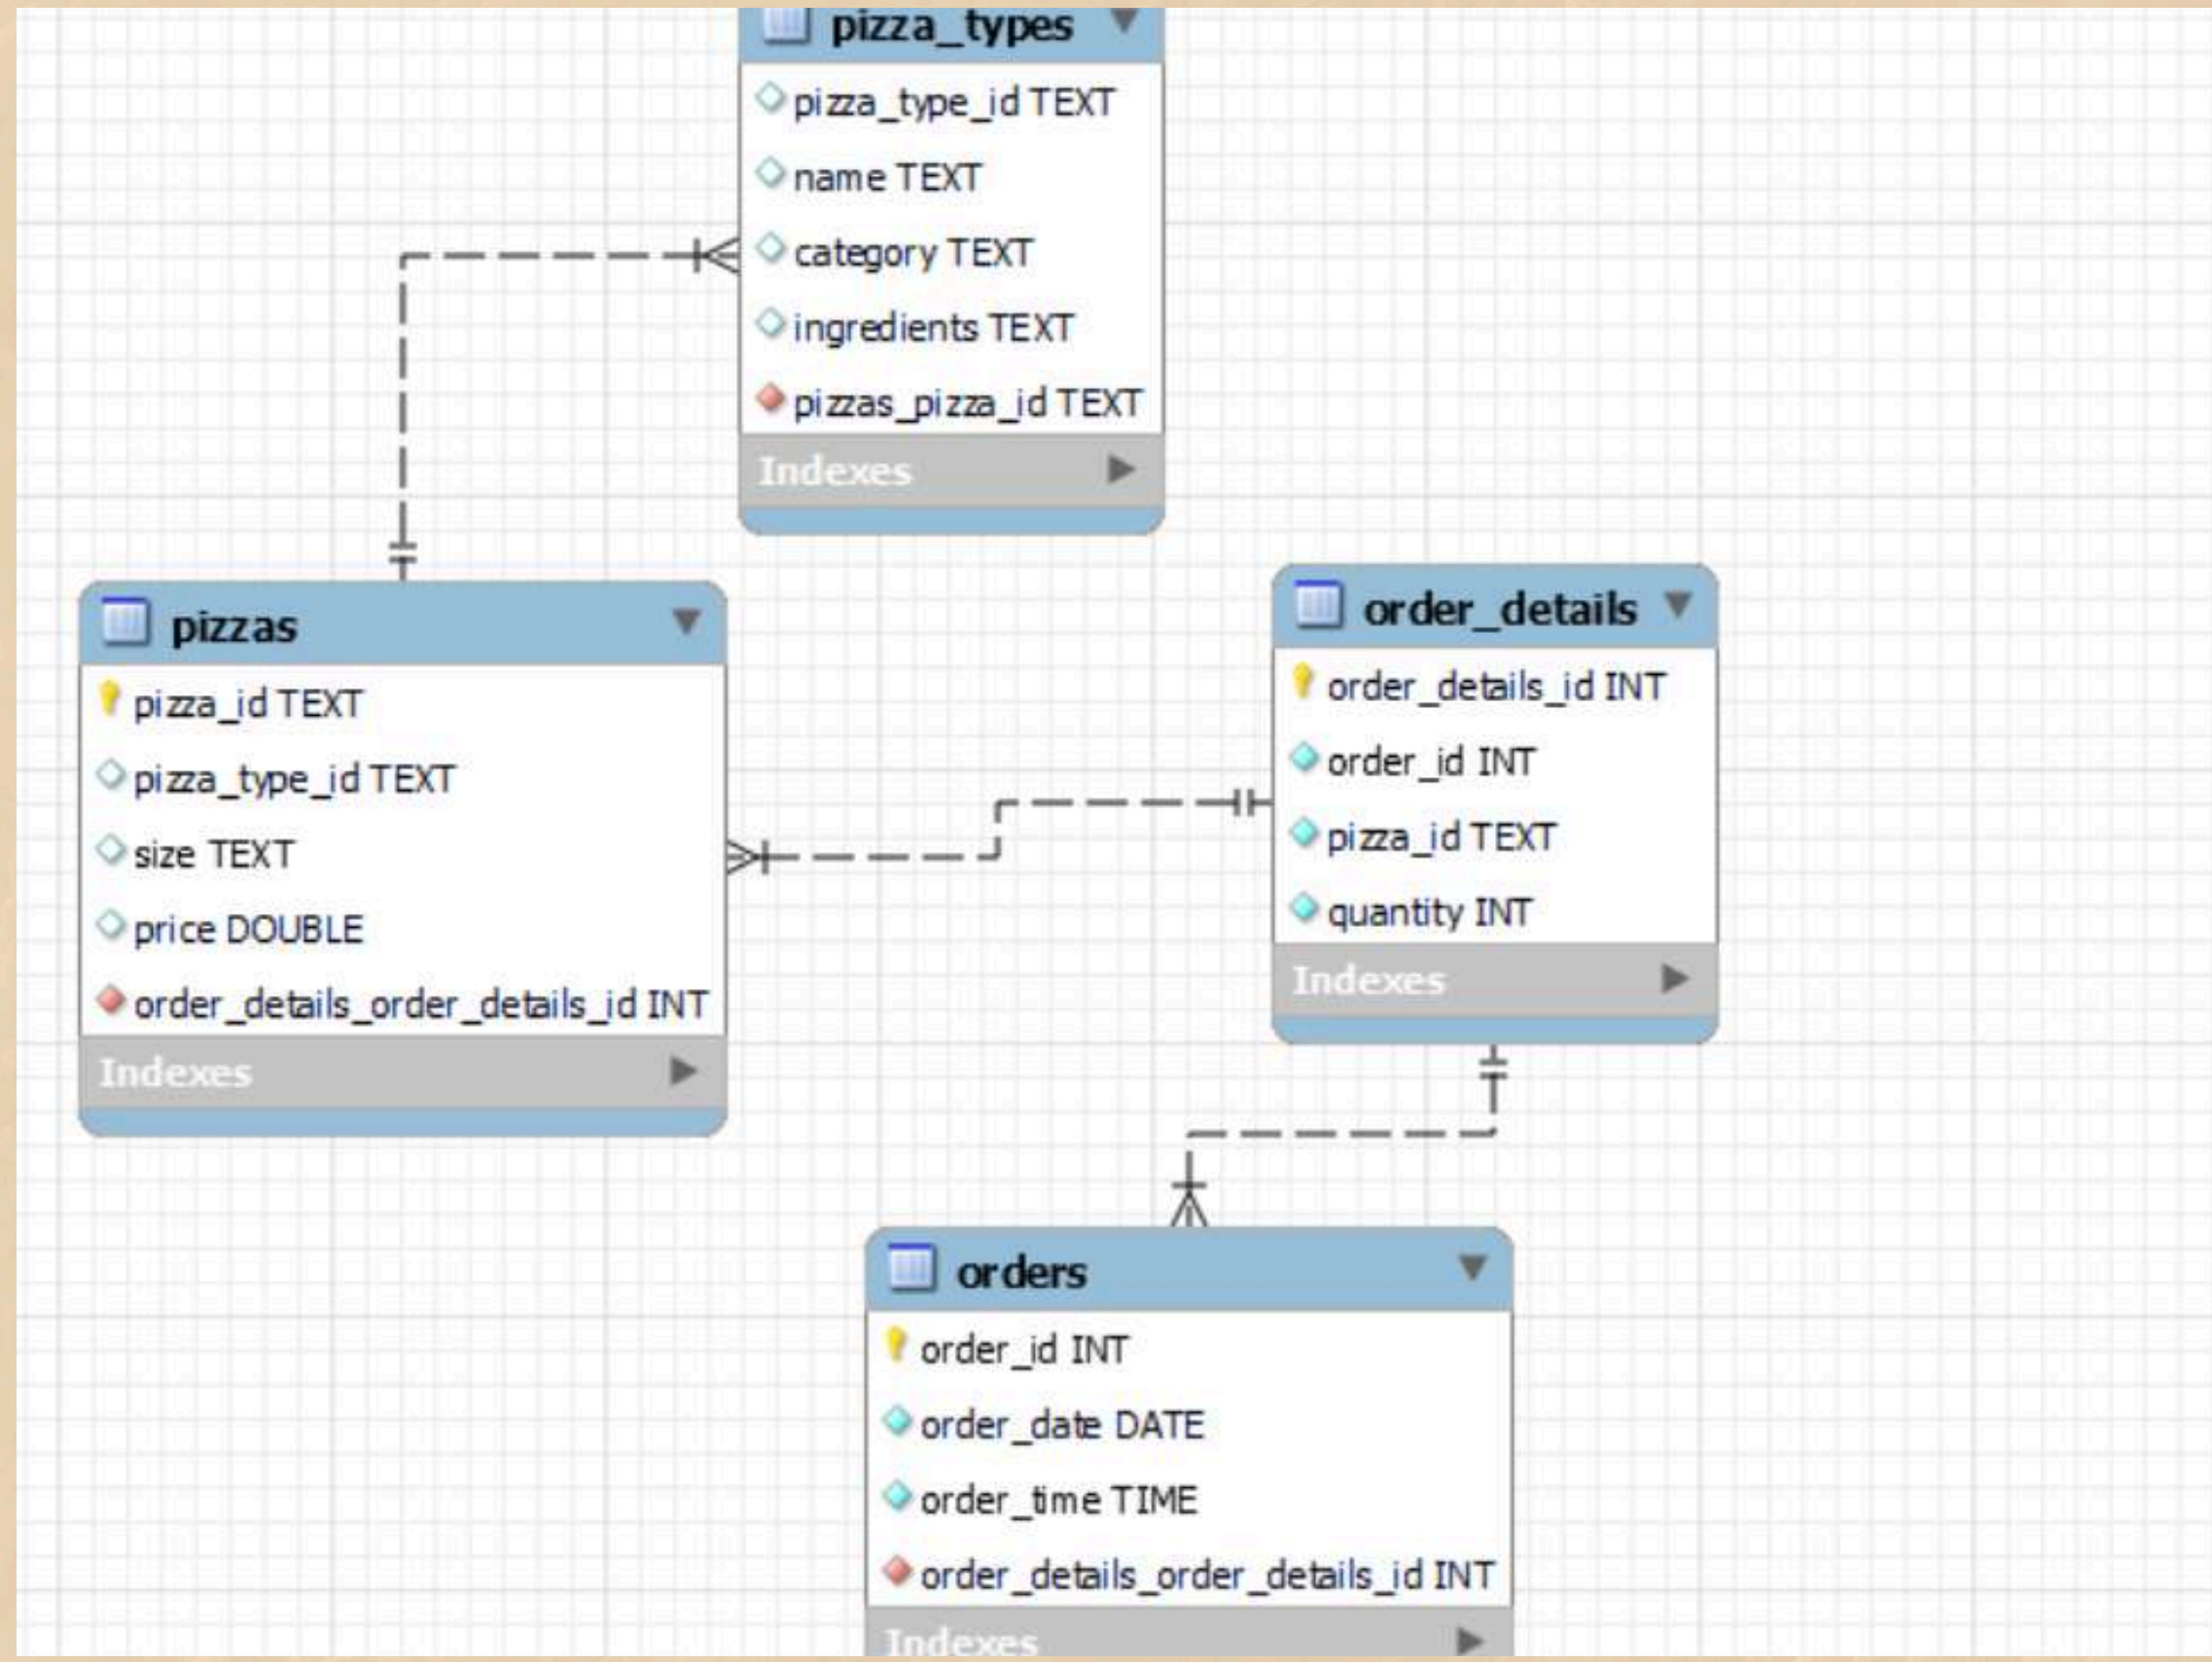 pizza_types
pizza_type_id TEXT
name TEXT
category TEXT
ingredients TEXT
pizzas_pizza_id TEXT
Indexes
pizzas
pizza_id TEXT
pizza_type_id TEXT
size TEXT
price DOUBLE
order_details_order_details_id INT
Indexes
order_details
order_details_id INT
order_id INT
pizza_id TEXT
quantity INT
Indexes
orders
order_id INT
order_date DATE
order_time TIME
order_details_order_details_id INT
Indexes